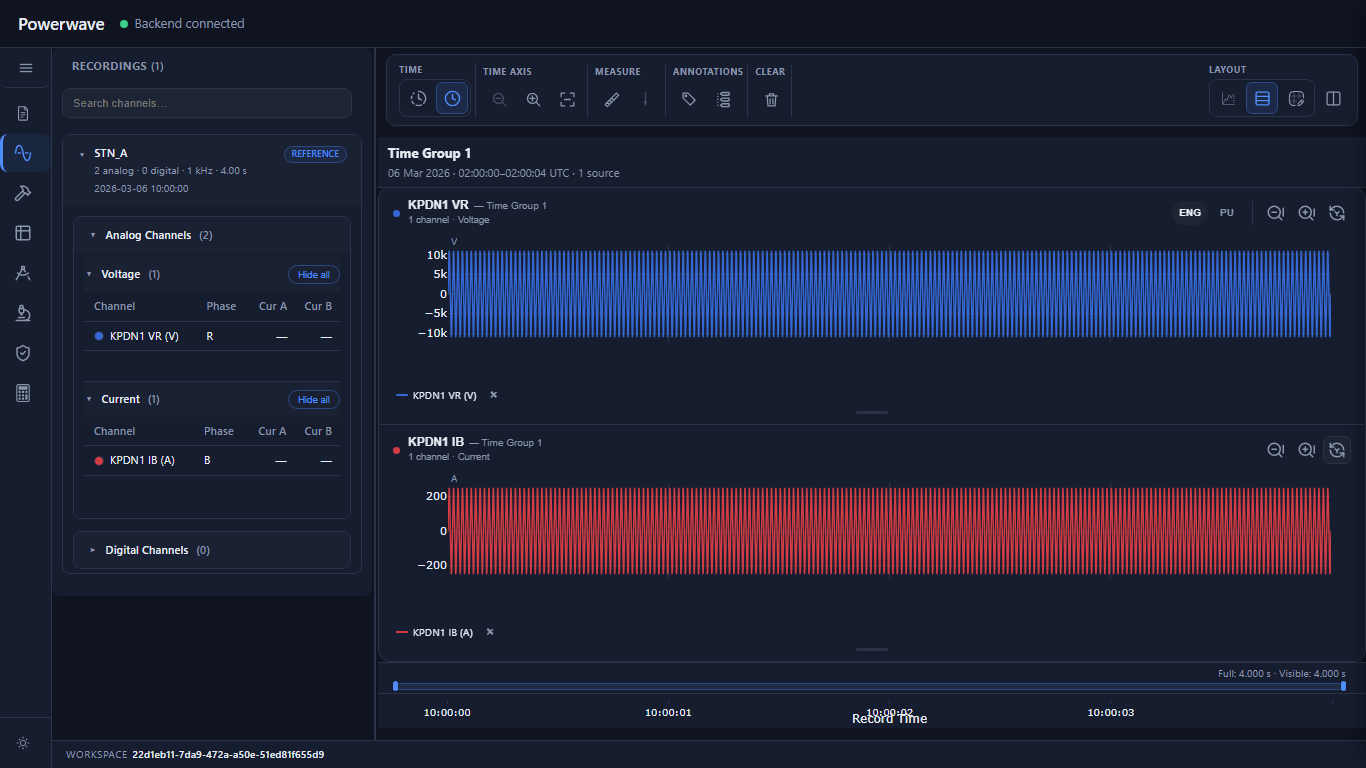 Powerwave
Backend connected
RECORDINGS (1)
Search channels...
STN_A
REFERENCE
2 analog · 0 digital · 1 kHz · 4.00 s
2026-03-06 10:00:00
Analog Channels (2)
Voltage (1)
Hide all
Channel Phase Cur A Cur B
KPDN1 VR (V) R — —
Current (1)
Hide all
Channel Phase Cur A Cur B
KPDN1 IB (A) B — —
Digital Channels (0)
TIME
TIME AXIS
MEASURE
ANNOTATIONS
CLEAR
LAYOUT
Time Group 1
06 Mar 2026 · 02:00:00–02:00:04 UTC · 1 source
KPDN1 VR — Time Group 1
1 channel · Voltage
ENG PU
V
10k
5k
0
−5k
−10k
KPDN1 VR (V) ×
KPDN1 IB — Time Group 1
1 channel · Current
A
200
0
−200
KPDN1 IB (A) ×
Full: 4.000 s · Visible: 4.000 s
10:00:00 10:00:01 10:00:02 10:00:03
Record Time
WORKSPACE 22d1eb11-7da9-472a-a50e-51ed81f655d9